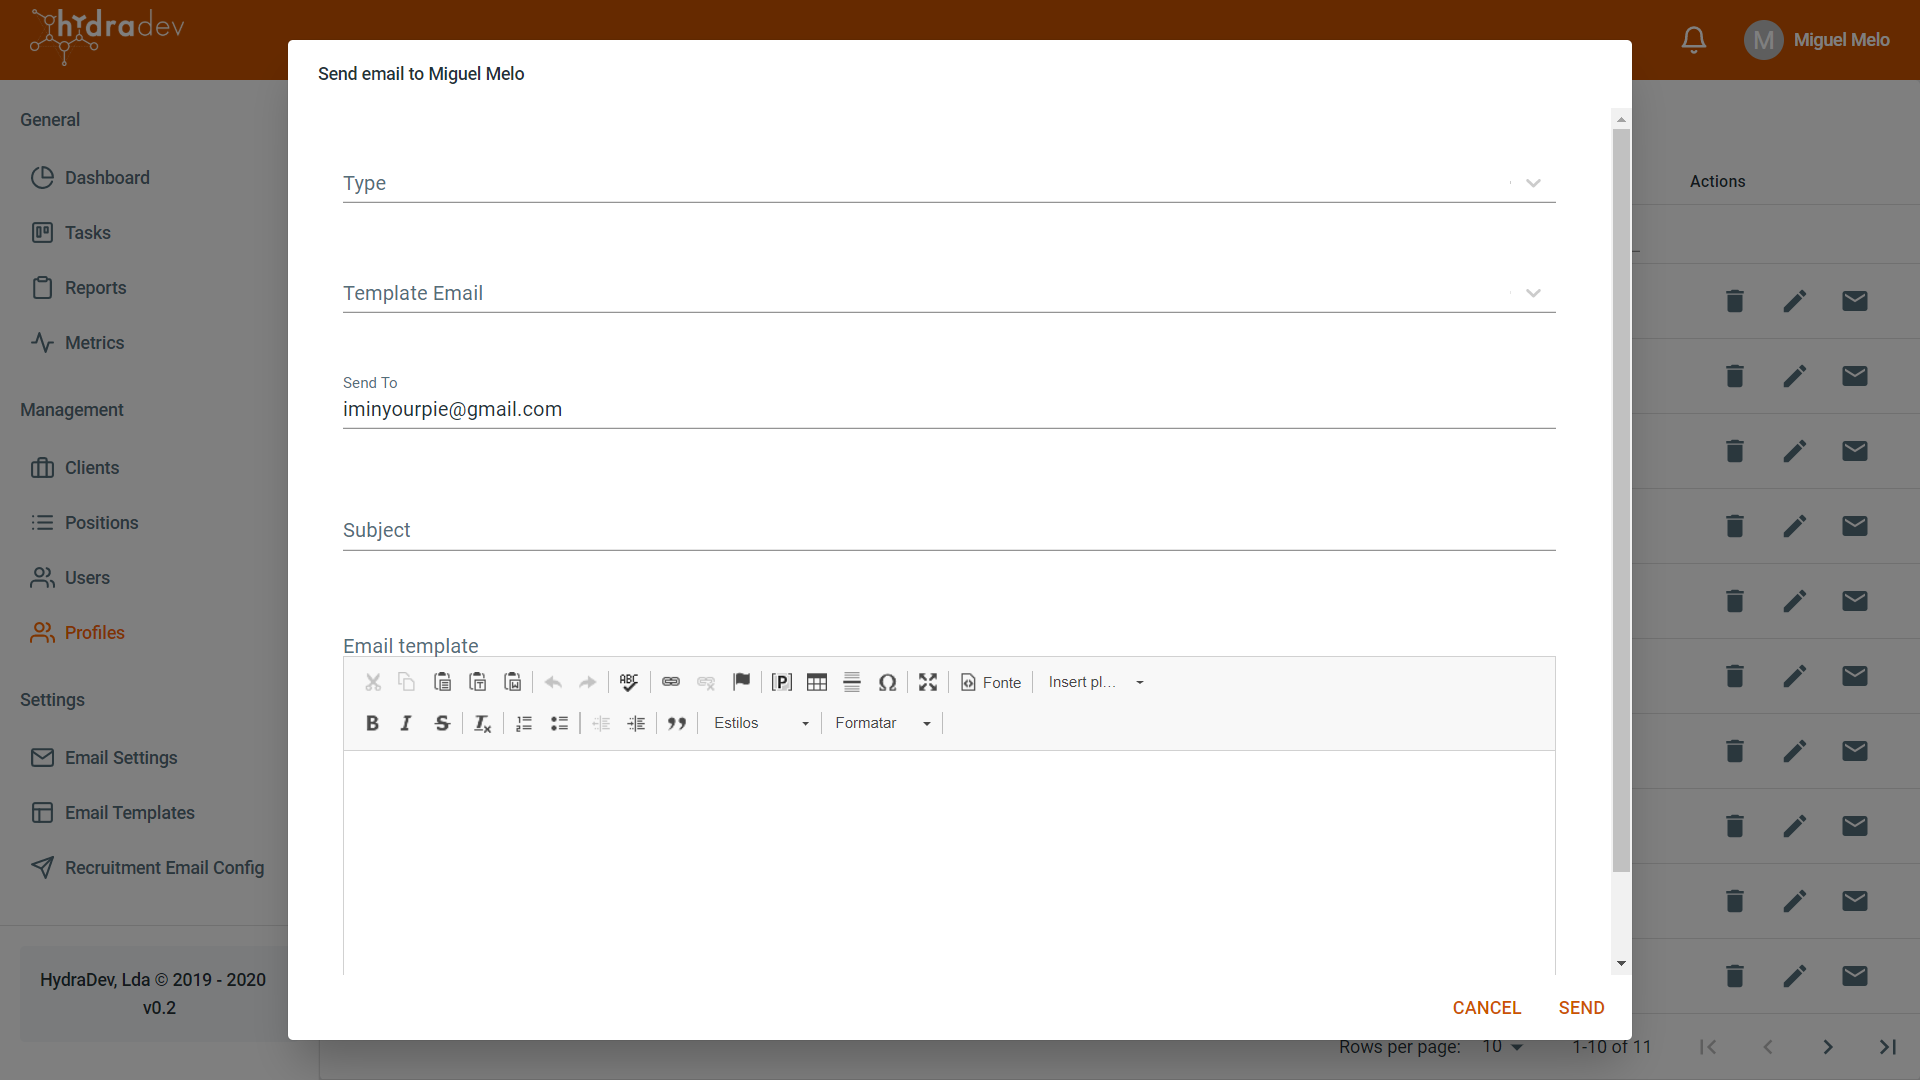 hydradev
M
Miguel Melo
Send email to Miguel Melo
General
Dashboard
Tasks
Reports
Metrics
Management
Clients
Positions
Users
Profiles
Settings
Email Settings
Email Templates
Recruitment Email Config
HydraDev, Lda © 2019 - 2020
v0.2
Type
Template Email
Send To
iminyourpie@gmail.com
Subject
Email template
ABC
Fonte
Insert pl...
B I S
Estilos
Formatar
CANCEL
SEND
Actions
Rows per page: 10
1-10 of 11